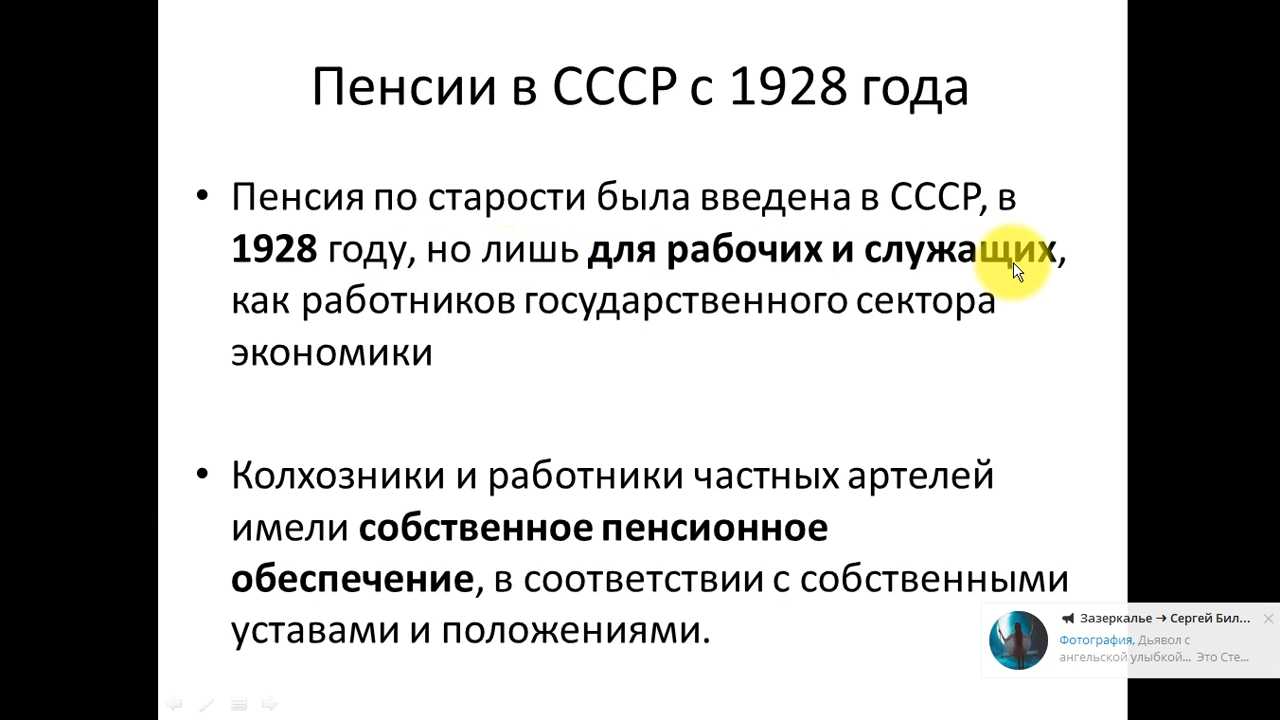 Пенсии в СССР с 1928 года
• Пенсия по старости была введена в СССР, в
1928 году, но лишь для рабочих и служащих,
как работников государственного сектора
экономики
• Колхозники и работники частных артелей
имели собственное пенсионное
обеспечение, в соответствии с собственными
уставами и положениями.
Зазеркалье → Сергей Бил...
Фотография, Дьявол с
ангельской улыбкой... Это Сте...